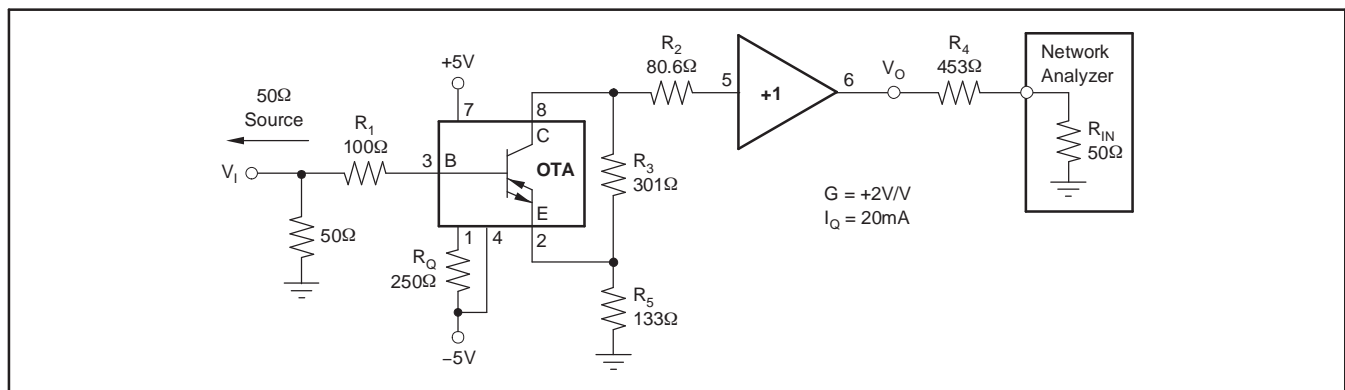 +5V
7
50Ω
Source
R1
100Ω
VI
50Ω
3
B
C
8
OTA
E
1
4
2
RQ
250Ω
−5V
R2
80.6Ω
R3
301Ω
R5
133Ω
5
+1
6
VO
R4
453Ω
G = +2V/V
IQ = 20mA
Network
Analyzer
RIN
50Ω